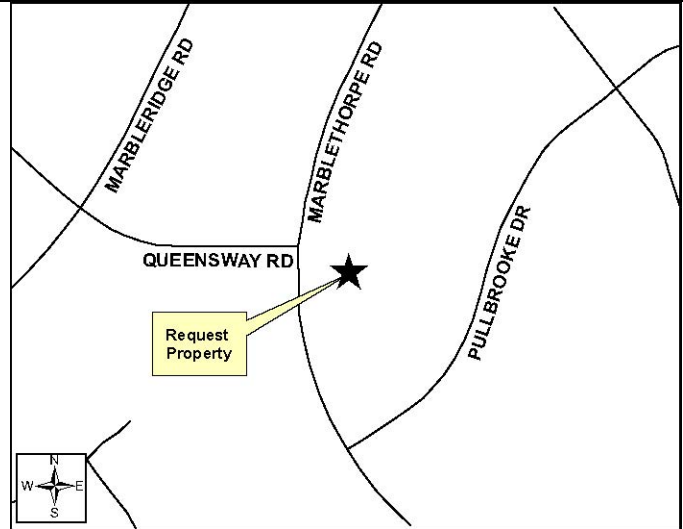 MARBLERIDGE RD
MARBLETHORPE RD
QUEENSWAY RD
PULLBROOKE DR
Request
Property
N
W E
S